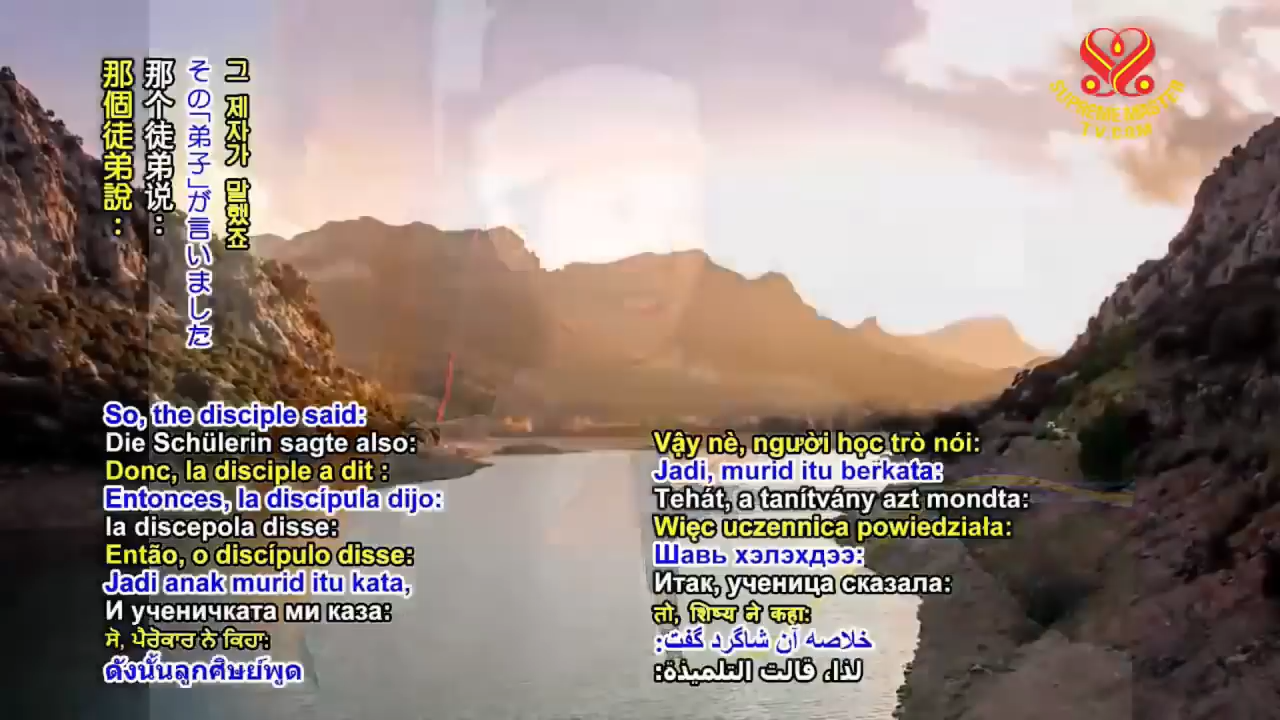 那個徒弟說：
那个徒弟说：
その「弟子」が言いました
그 제자가 말했죠
SUPREME MASTER
TV.COM
So, the disciple said:
Die Schülerin sagte also:
Donc, la disciple a dit :
Entonces, la discípula dijo:
la discepola disse:
Então, o discípulo disse:
Jadi anak murid itu kata,
И ученичката ми каза:
ਸੋ, ਪੈਰੋਕਾਰ ਨੇ ਕਿਹਾ:
ดังนั้นลูกศิษย์พูด
Vậy nè, người học trò nói:
Jadi, murid itu berkata:
Tehát, a tanítvány azt mondta:
Więc uczennica powiedziała:
Шавь хэлэхдээ:
Итак, ученица сказала:
तो, शिष्य ने कहा:
خلاصه آن شاگرد گفت:
لذا، قالت التلميذة: